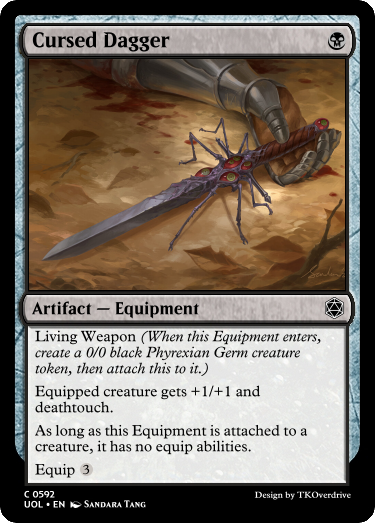 Cursed Dagger
Artifact — Equipment
Living Weapon (When this Equipment enters,
create a 0/0 black Phyrexian Germ creature
token, then attach this to it.)
Equipped creature gets +1/+1 and
deathtouch.
As long as this Equipment is attached to a
creature, it has no equip abilities.
Equip 3
C 0592
UOL • EN Sandara Tang
Design by TKOverdrive